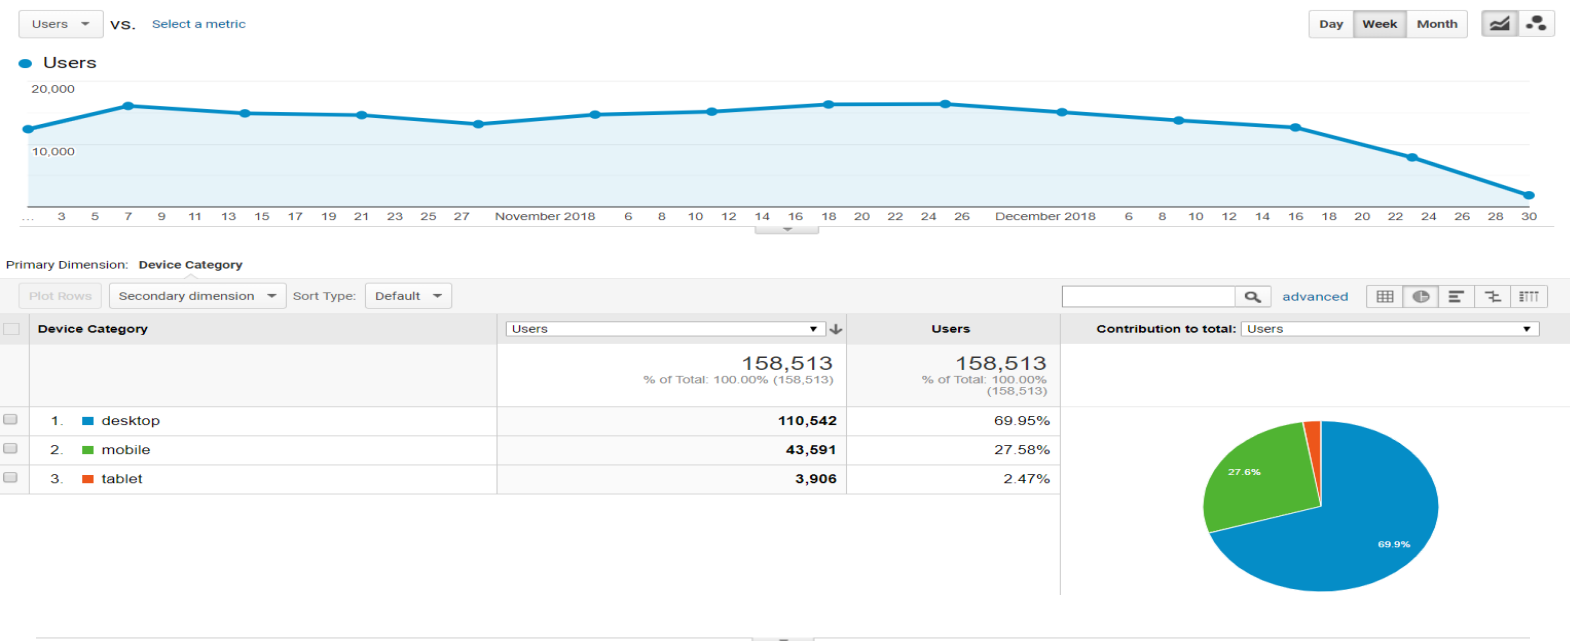 Users vs. Select a metric Day Week Month
Users
20,000
10,000
... 3 5 7 9 11 13 15 17 19 21 23 25 27 November 2018 6 8 10 12 14 16 18 20 22 24 26 December 2018 6 8 10 12 14 16 18 20 22 24 26 28 30
Primary Dimension: Device Category
Plot Rows Secondary dimension Sort Type: Default advanced
Device Category Users Users Contribution to total: Users
158,513 158,513
% of Total: 100.00% (158,513) % of Total: 100.00%
(158,513)
1. desktop 110,542 69.95%
2. mobile 43,591 27.58%
3. tablet 3,906 2.47%
27.6%
69.9%